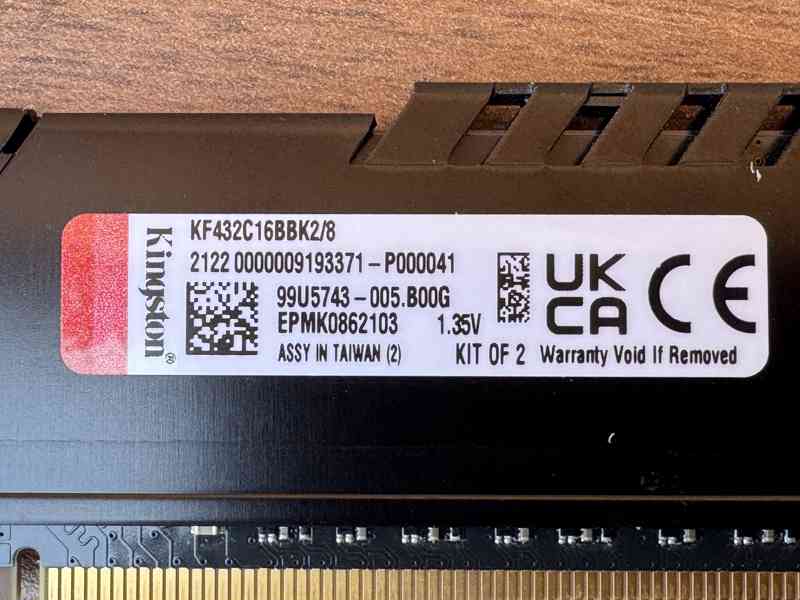 Kingston®
KF432C16BBK2/8
2122 0000009193371-P000041
99U5743-005.B00G
EPMK0862103 1.35V
ASSY IN TAIWAN (2) KIT OF 2 Warranty Void If Removed
UK
CA
CE